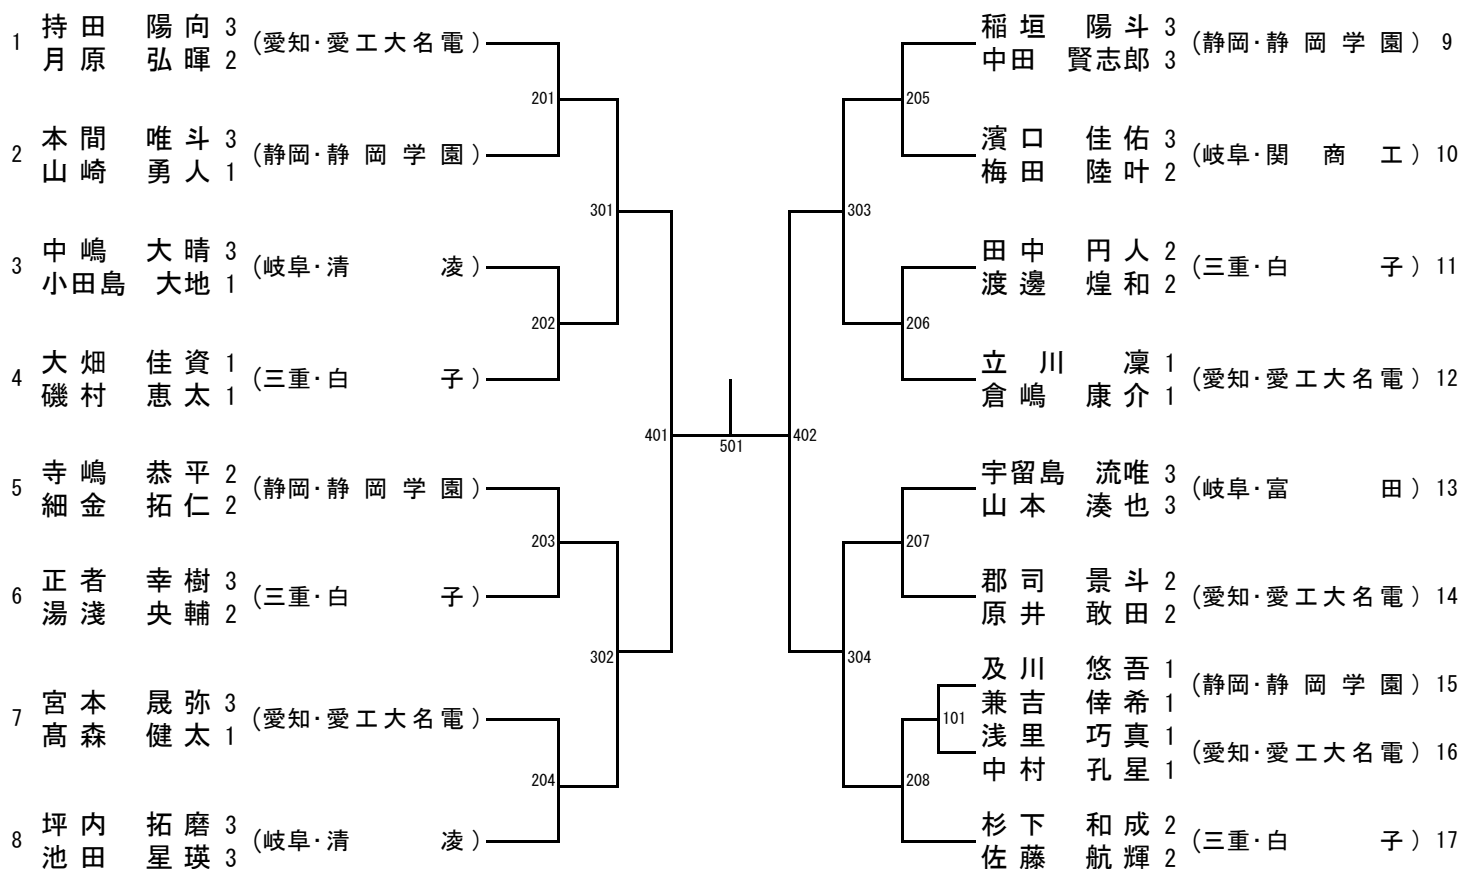 持田 陽向 3
1 (愛知・愛工大名電)
月原 弘暉 2
201
本間 唯斗 3
2 (静岡・静岡学園)
山崎 勇人 1
301
中嶋 大晴 3
3 (岐阜・清凌)
小田島 大地 1
202
大畑 佳資 1
4 (三重・白子)
磯村 恵太 1
401
寺嶋 恭平 2
5 (静岡・静岡学園)
細金 拓仁 2
203
正者 幸樹 3
6 (三重・白子)
湯淺 央輔 2
302
宮本 晟弥 3
7 (愛知・愛工大名電)
髙森 健太 1
204
坪内 拓磨 3
8 (岐阜・清凌)
池田 星瑛 3
501
稲垣 陽斗 3
(静岡・静岡学園) 9
中田 賢志郎 3
205
濱口 佳佑 3
(岐阜・関商工) 10
梅田 陸叶 2
303
田中 円人 2
(三重・白子) 11
渡邊 煌和 2
206
立川 凜 1
(愛知・愛工大名電) 12
倉嶋 康介 1
402
宇留島 流唯 3
(岐阜・富田) 13
山本 湊也 3
207
郡司 景斗 2
(愛知・愛工大名電) 14
原井 敢田 2
304
及川 悠吾 1
(静岡・静岡学園) 15
兼吉 倖希 1
101
浅里 巧真 1
(愛知・愛工大名電) 16
中村 孔星 1
208
杉下 和成 2
(三重・白子) 17
佐藤 航輝 2